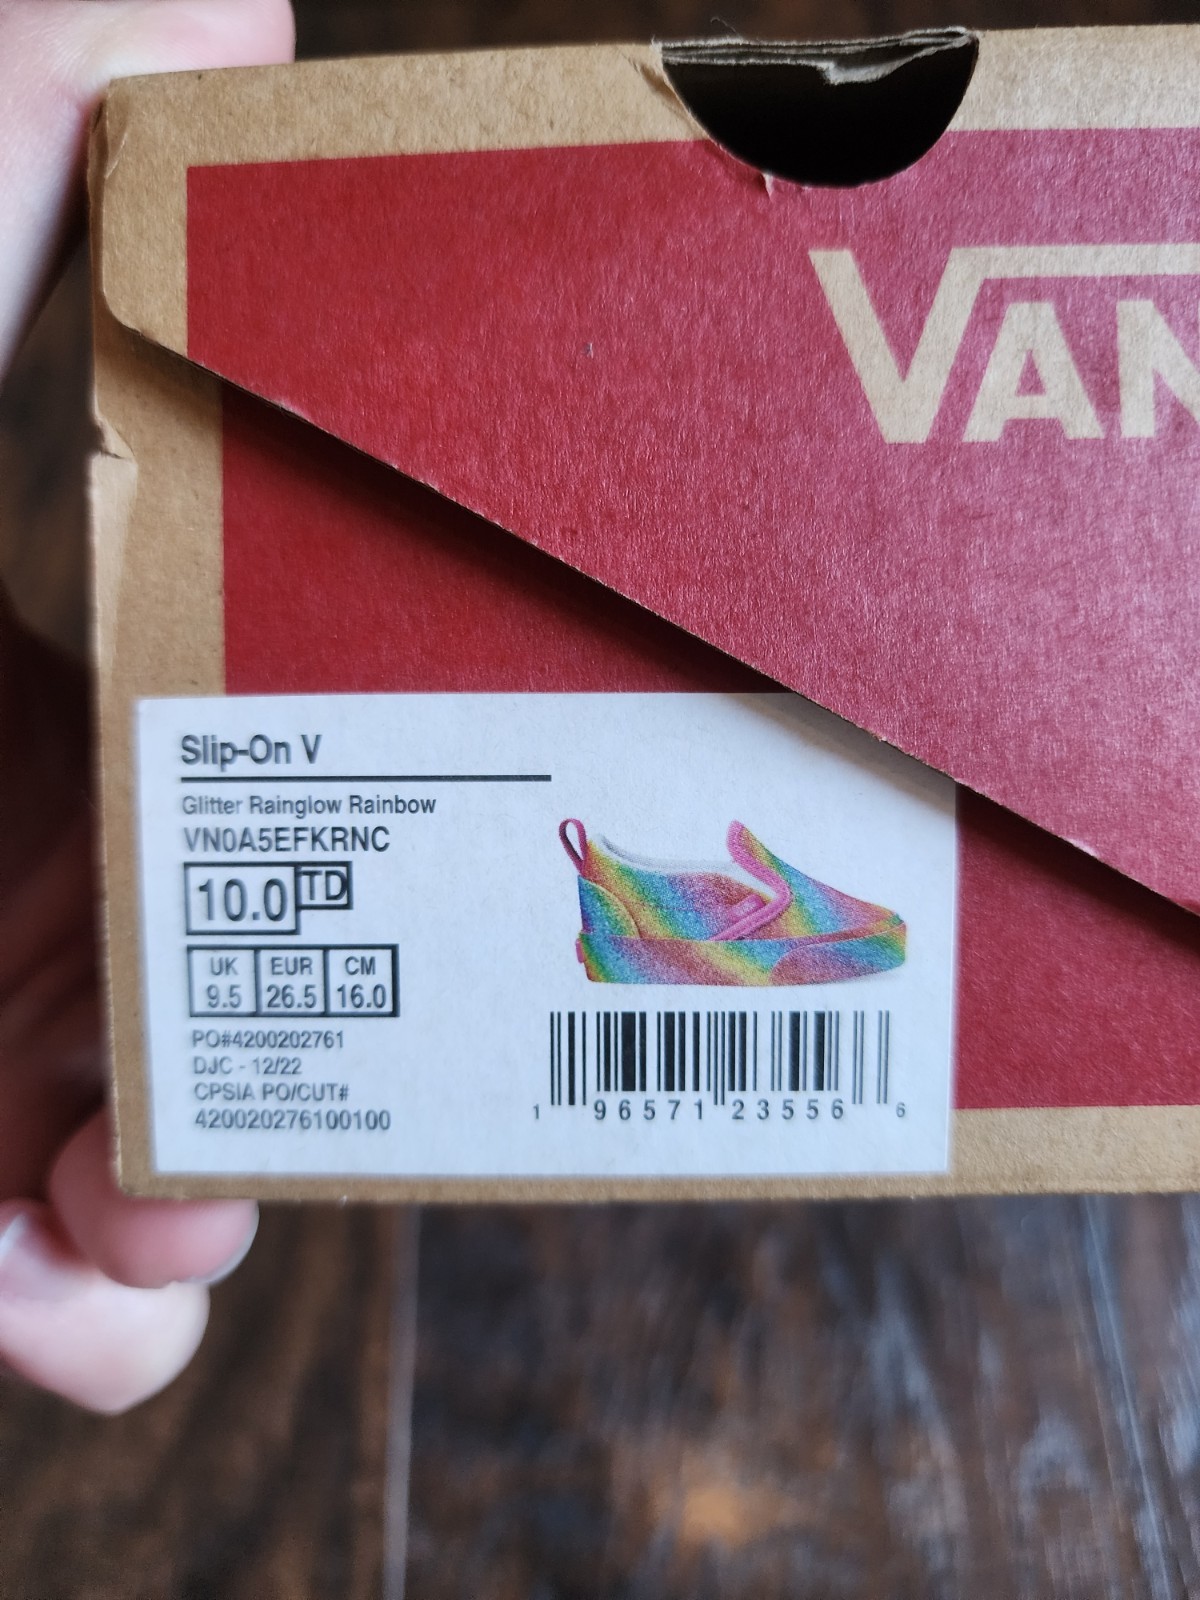 VAN
Slip-On V
Glitter Rainglow Rainbow
VN0A5EFKRNC
10.0 TD
UK EUR CM
9.5 26.5 16.0
PO#4200202761
DJC - 12/22
CPSIA PO/CUT#
420020276100100
1 96571 23556 6